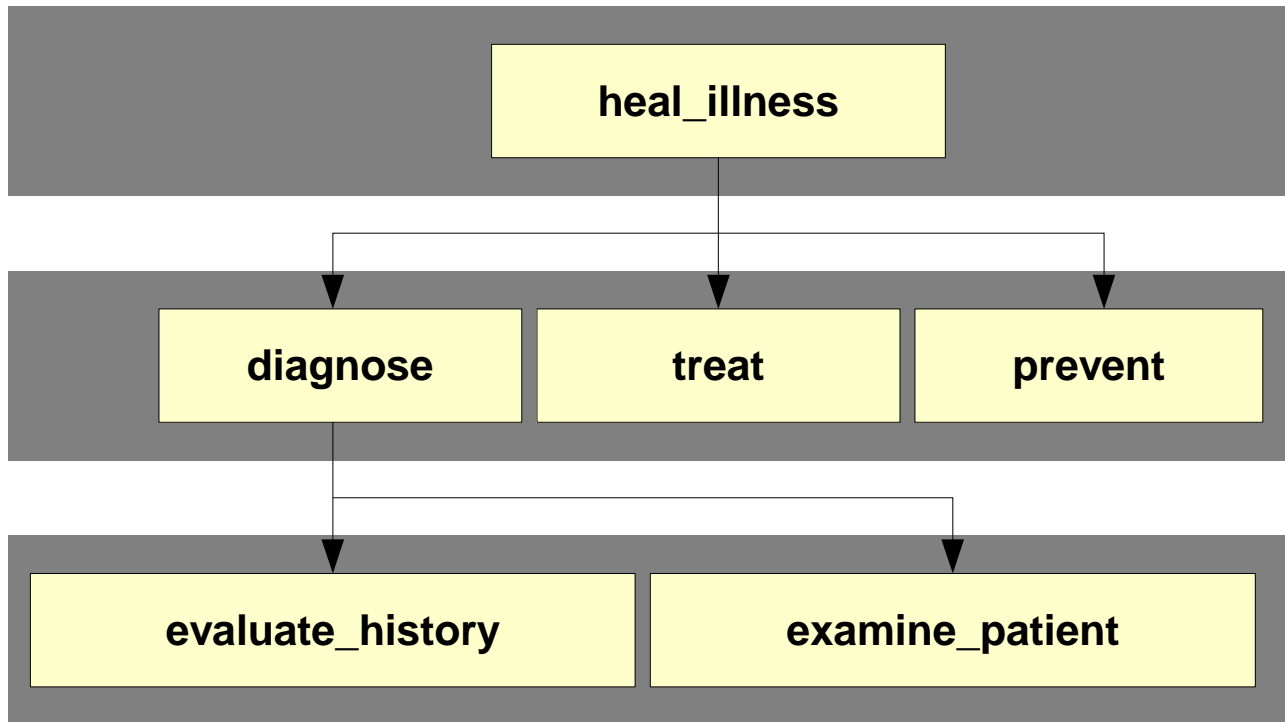 heal_illness
diagnose
treat
prevent
evaluate_history
examine_patient